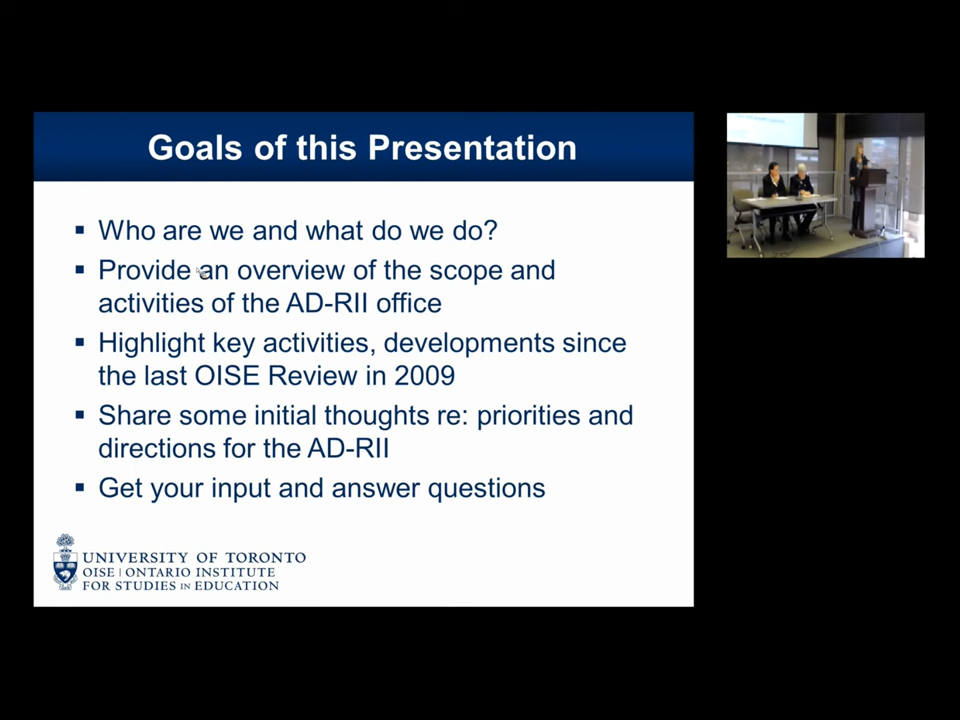 Goals of this Presentation
▪ Who are we and what do we do?
▪ Provide an overview of the scope and
activities of the AD-RII office
▪ Highlight key activities, developments since
the last OISE Review in 2009
▪ Share some initial thoughts re: priorities and
directions for the AD-RII
▪ Get your input and answer questions
UNIVERSITY OF TORONTO
OISE | ONTARIO INSTITUTE
FOR STUDIES IN EDUCATION